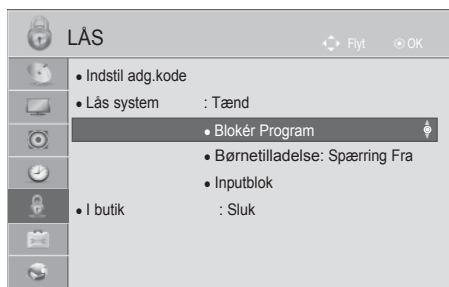 LÅS
Flyt
OK
• Indstil adg.kode
• Lås system : Tænd
• Blokér Program
• Børnetilladelse: Spærring Fra
• Inputblok
• I butik : Sluk